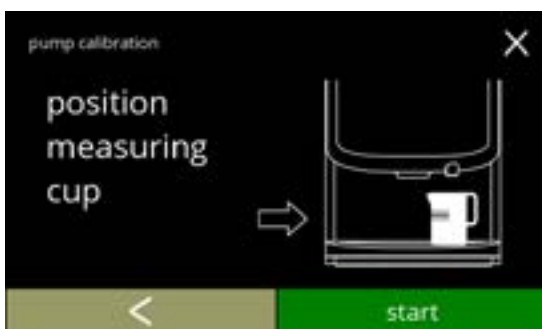 pump calibration
position
measuring
cup
start